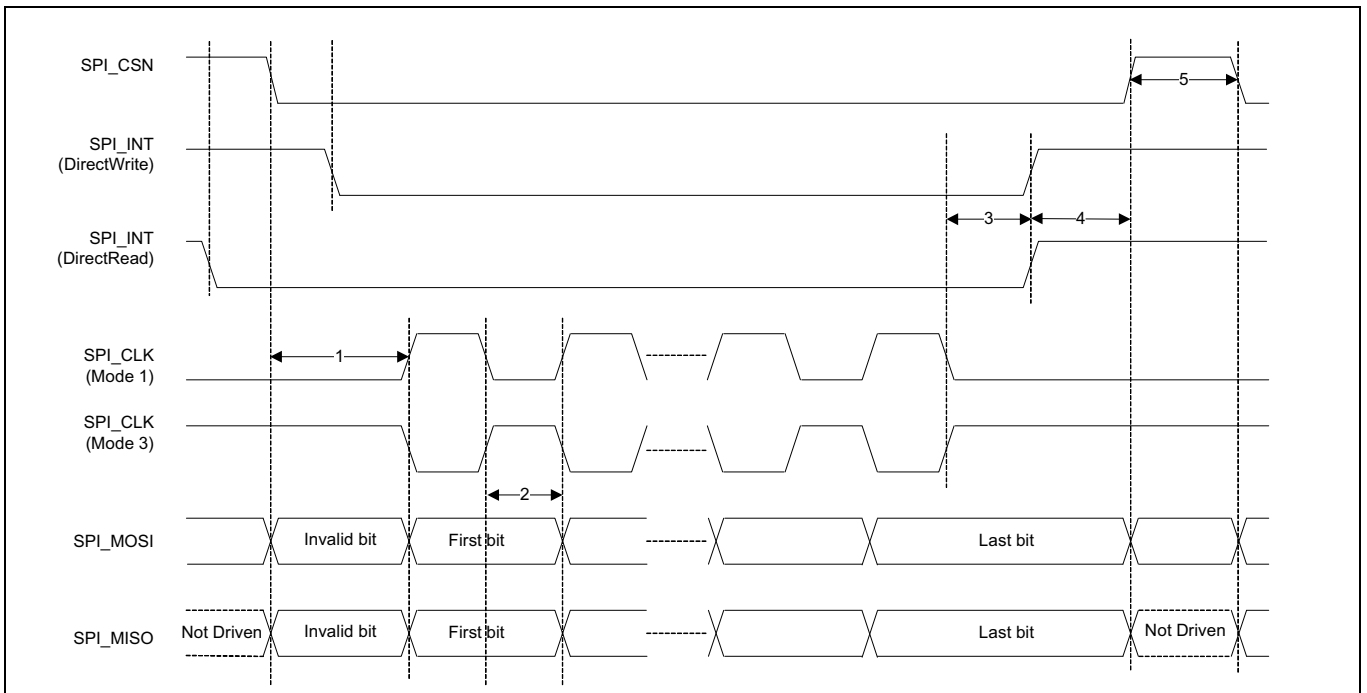 SPI_CSN
5
SPI_INT
(DirectWrite)
3 4
SPI_INT
(DirectRead)
1
SPI_CLK
(Mode 1)
SPI_CLK
(Mode 3)
2
SPI_MOSI Invalid bit First bit Last bit
SPI_MISO Not Driven Invalid bit First bit Last bit Not Driven